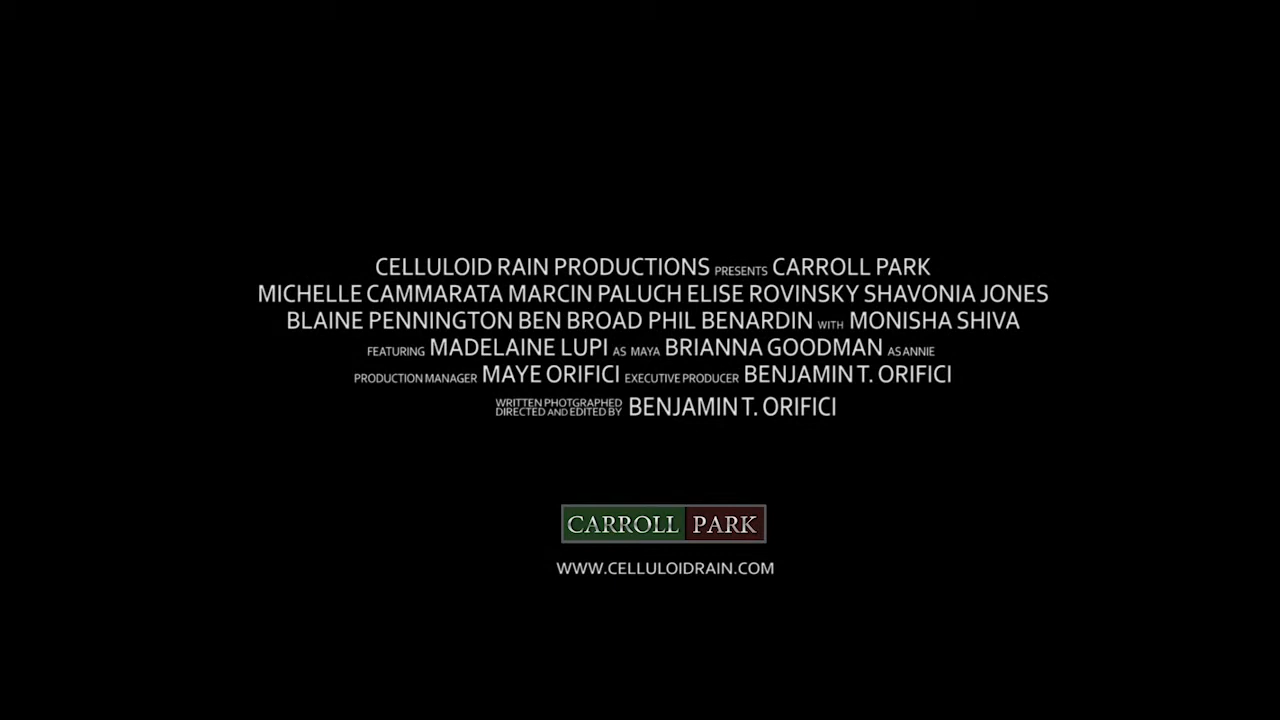 CELLULOID RAIN PRODUCTIONS PRESENTS CARROLL PARK
MICHELLE CAMMARATA MARCIN PALUCH ELISE ROVINSKY SHAVONIA JONES
BLAINE PENNINGTON BEN BROAD PHIL BENARDIN WITH MONISHA SHIVA
FEATURING MADELAINE LUPI AS MAYA BRIANNA GOODMAN AS ANNIE
PRODUCTION MANAGER MAYE ORIFICI EXECUTIVE PRODUCER BENJAMIN T. ORIFICI
WRITTEN PHOTGRAPHED
DIRECTED AND EDITED BY BENJAMIN T. ORIFICI
CARROLL PARK
WWW.CELLULOIDRAIN.COM